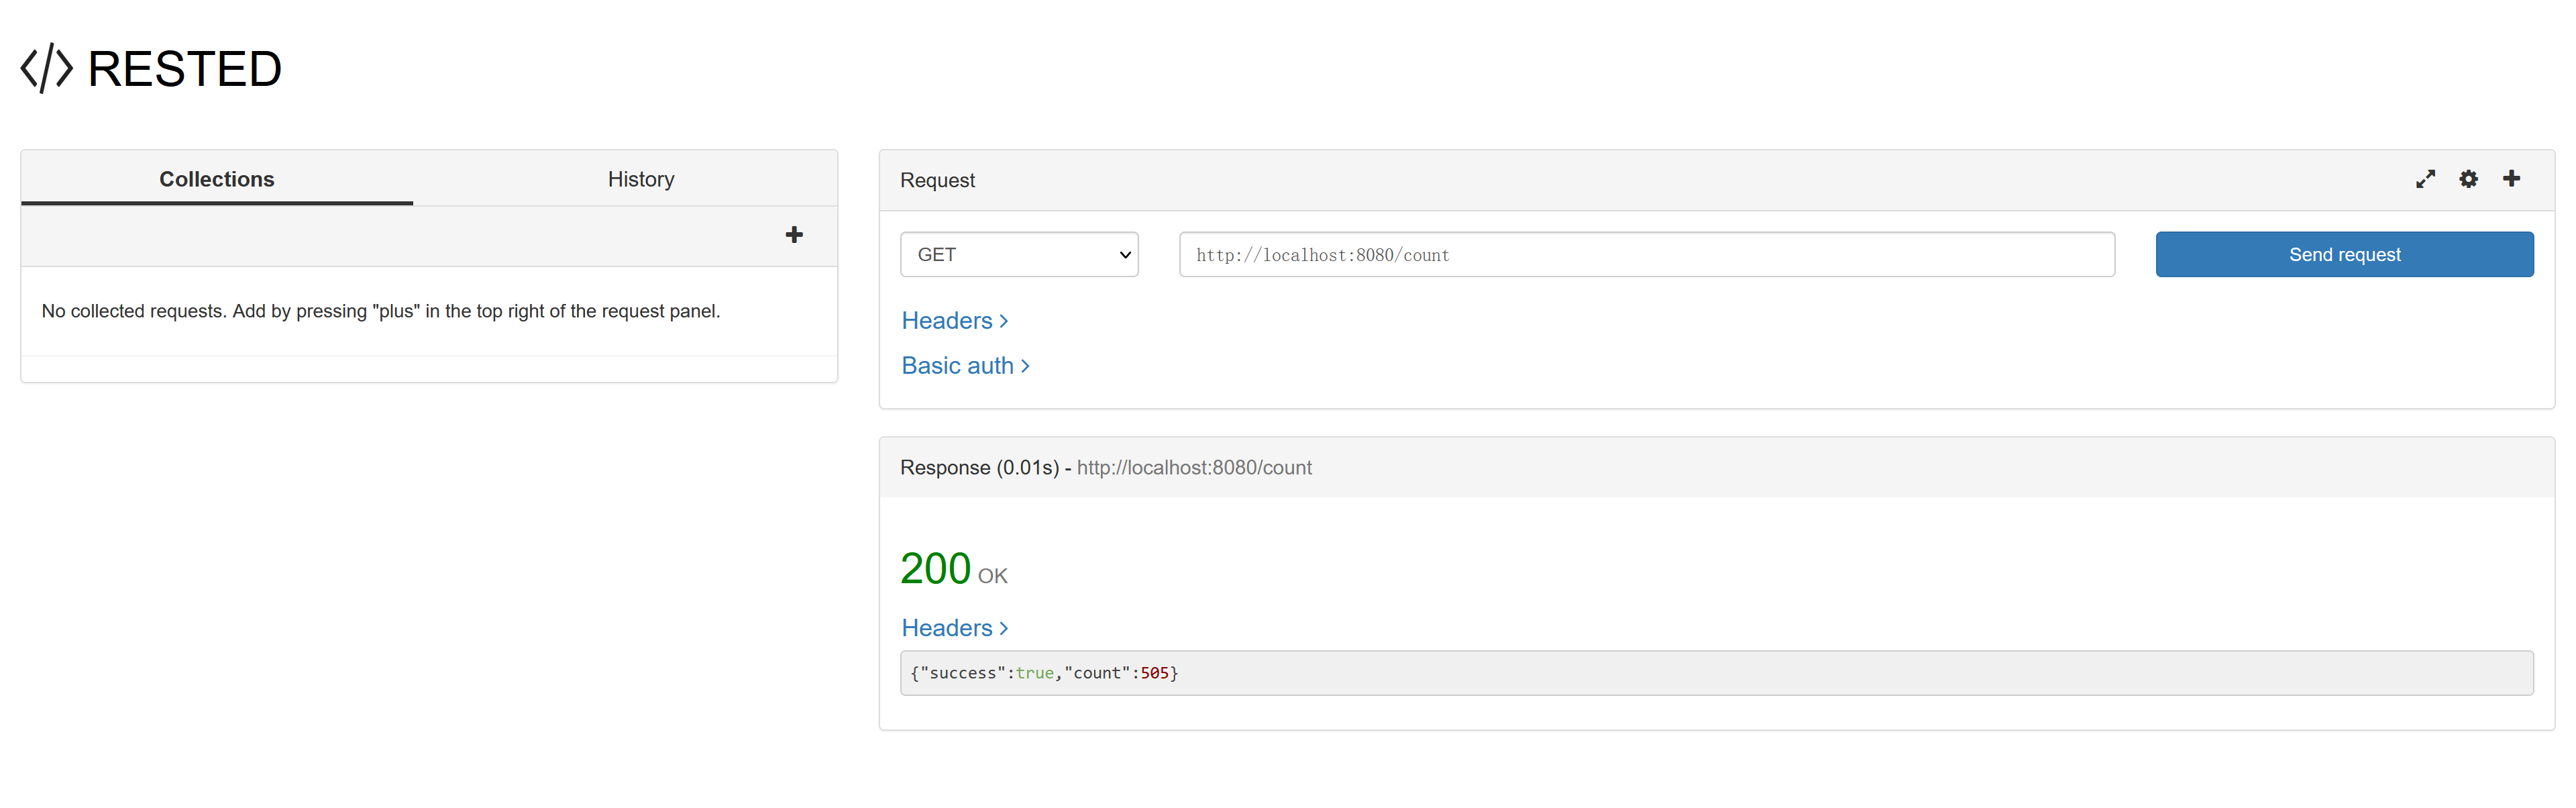 </> RESTED
Collections
History
No collected requests. Add by pressing "plus" in the top right of the request panel.
Request
GET
http://localhost:8080/count
Send request
Headers
Basic auth
Response (0.01s) - http://localhost:8080/count
200 OK
Headers
{"success":true,"count":505}